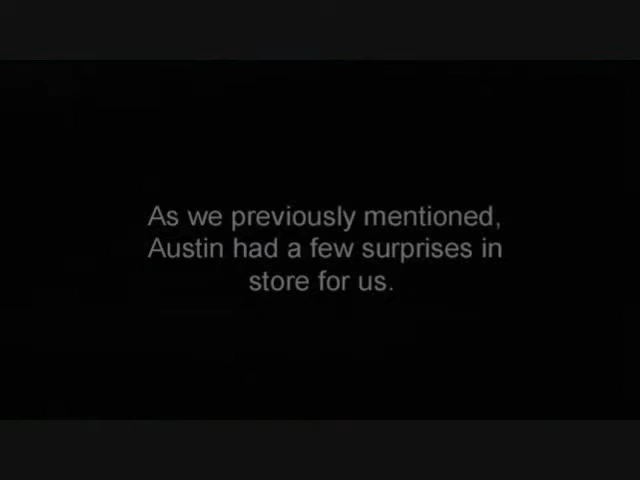 As we previously mentioned,
Austin had a few surprises in
store for us.